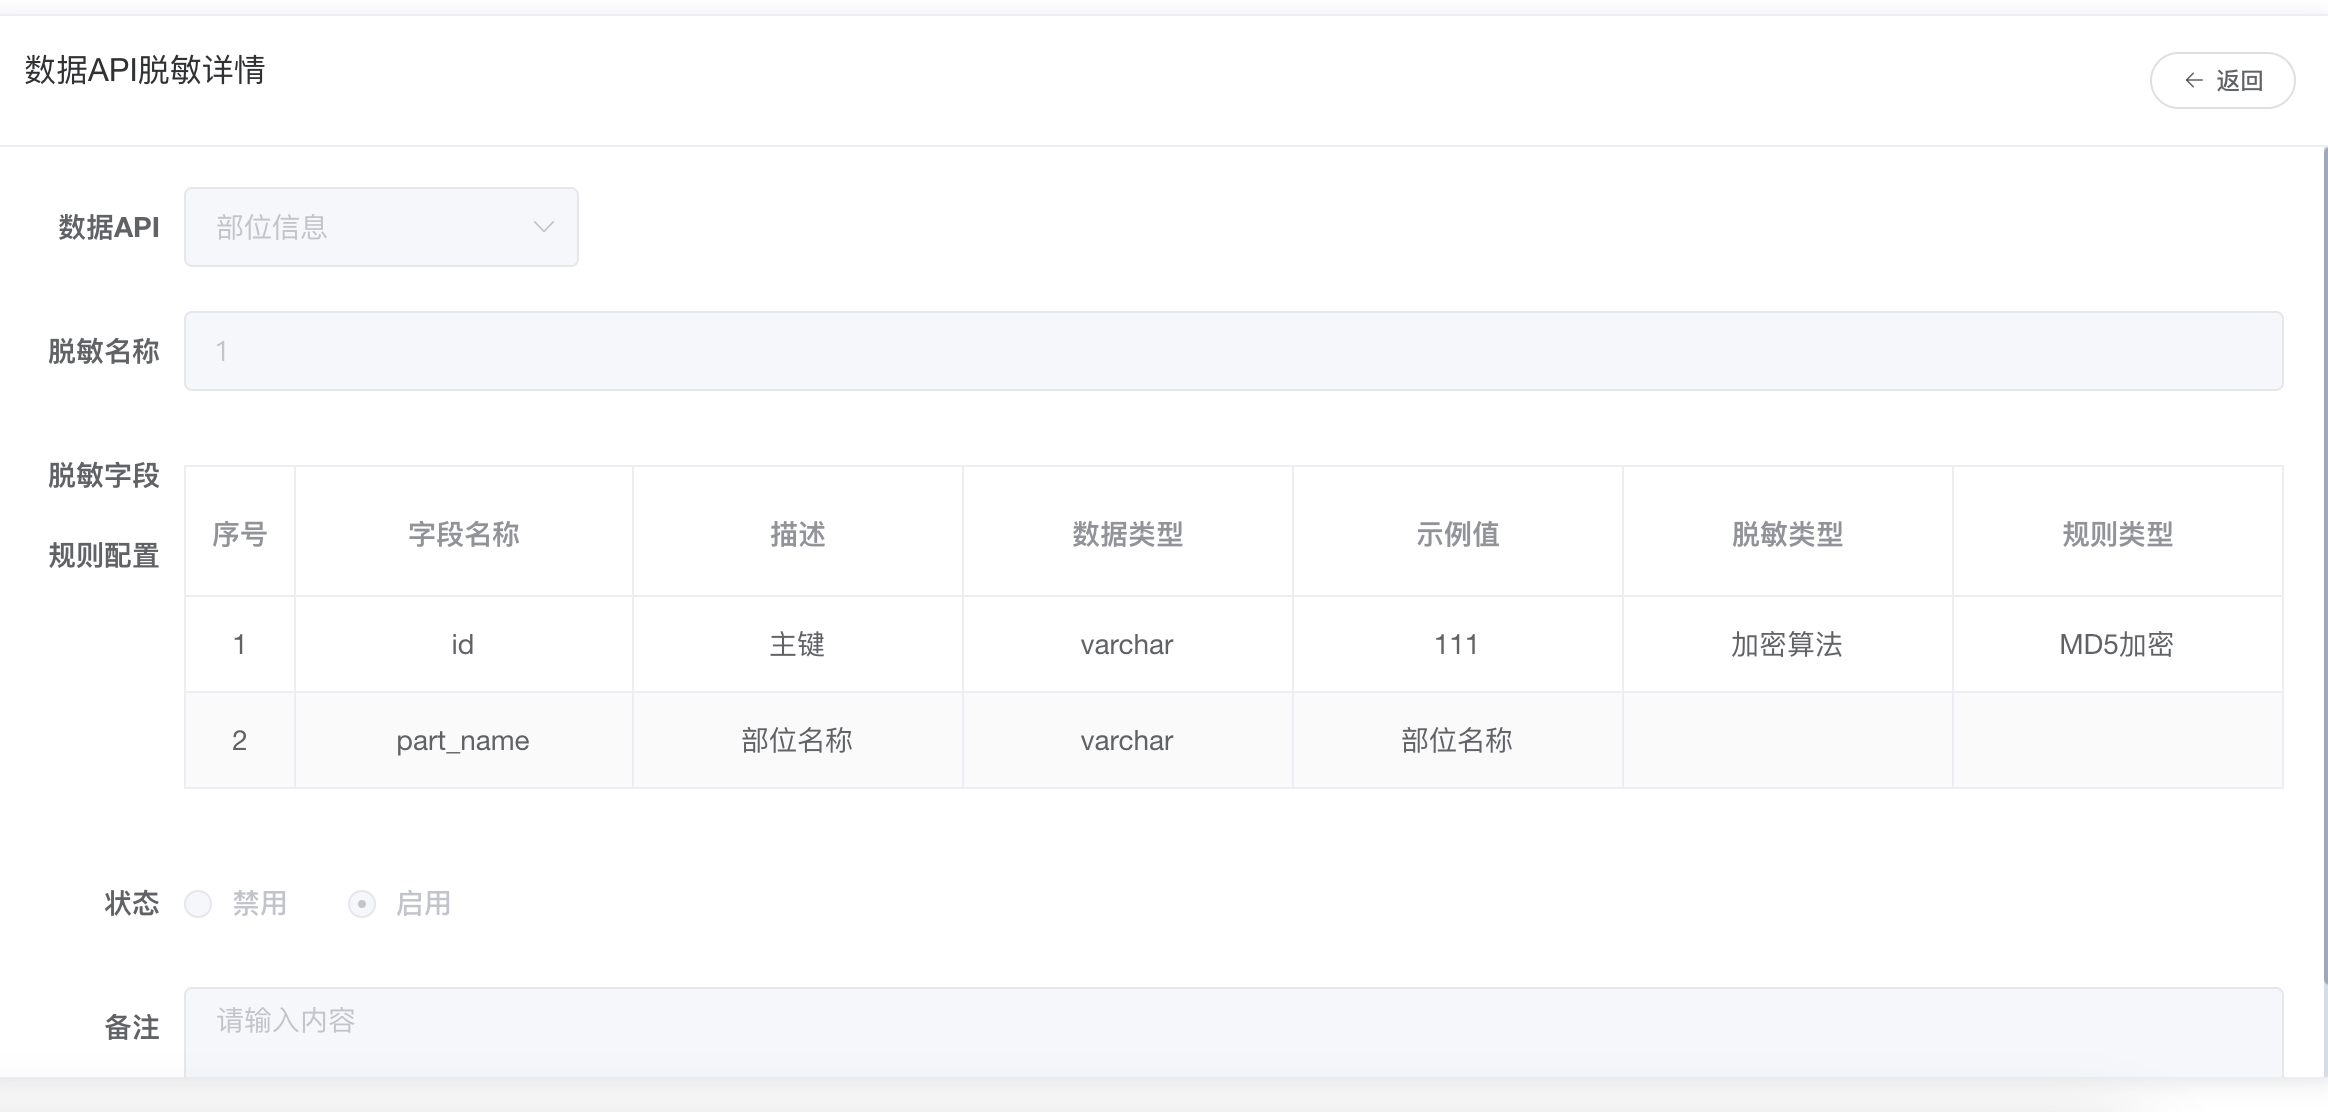 数据API脱敏详情
返回
数据API 部位信息
脱敏名称 1
脱敏字段规则配置
序号 字段名称 描述 数据类型 示例值 脱敏类型 规则类型
1 id 主键 varchar 111 加密算法 MD5加密
2 part_name 部位名称 varchar 部位名称
状态 禁用 启用
备注 请输入内容